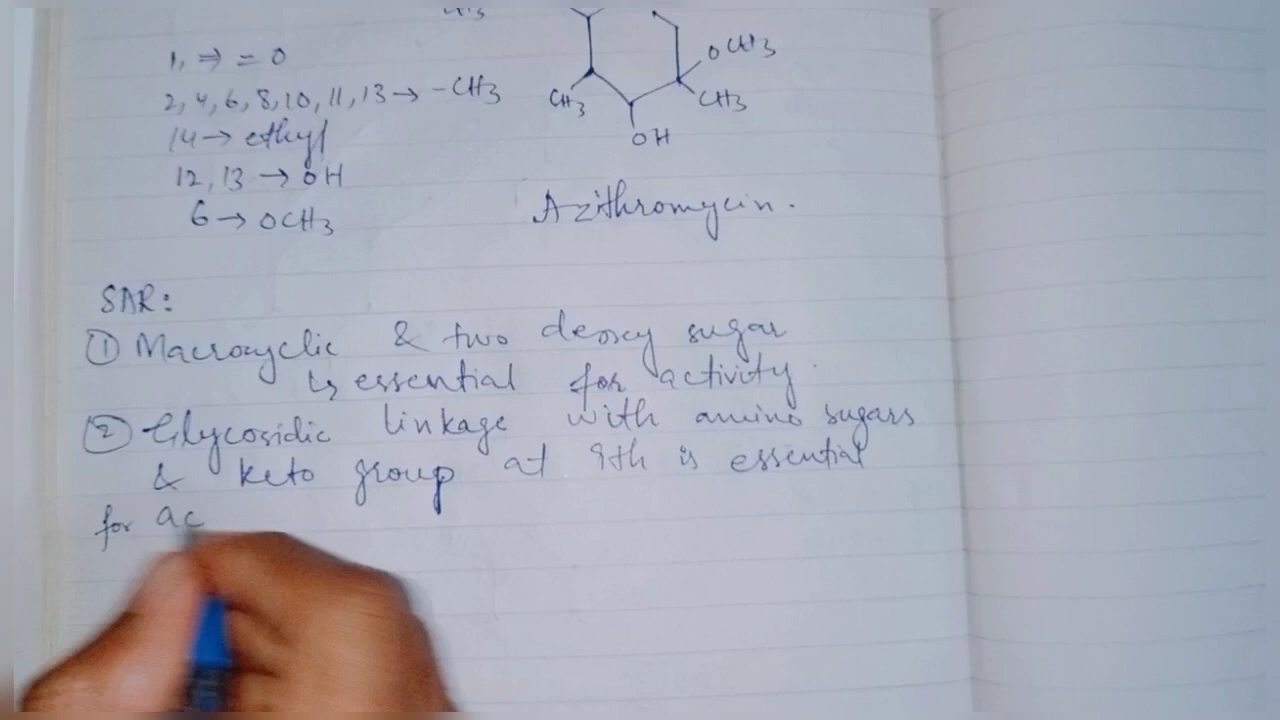 CH3
1, ⇒ = O
2, 4, 6, 8, 10, 11, 13 → -CH3
14 → ethyl
12, 13 → OH
6 → OCH3
OCH3
CH3
CH3
OH
Azithromycin.
SAR:
① Macrocyclic & two deoxy sugar
is essential for activity.
② Glycosidic linkage with amino sugars
& keto group at 9th is essential
for ac